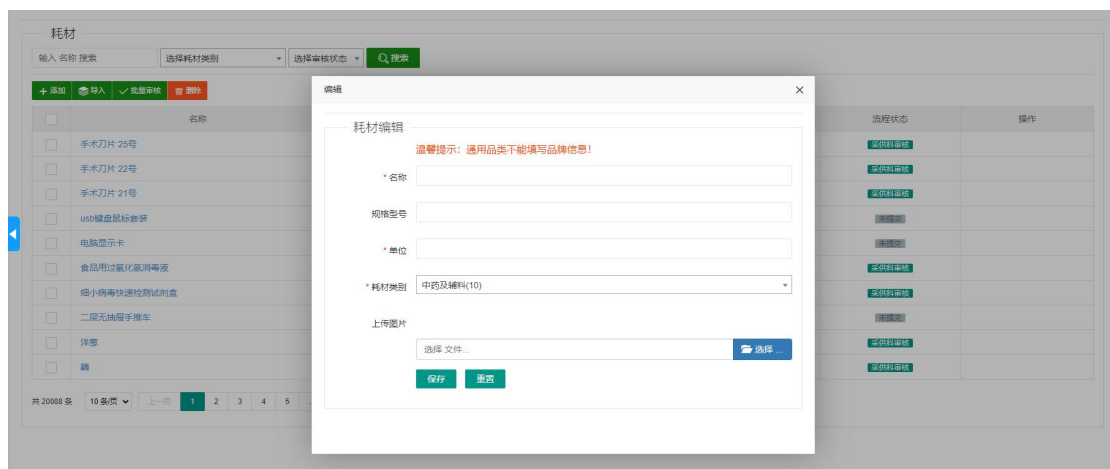 耗材
输入 名称 搜索
选择耗材类别
选择审核状态
搜索
添加
导入
批量审核
删除
名称
流程状态
操作
手术刀片 25号
采供科审核
手术刀片 22号
采供科审核
手术刀片 21号
采供科审核
usb键盘鼠标套装
未提交
电脑显示卡
未提交
食品用过氧化氢消毒液
采供科审核
细小病毒快速检测试剂盒
采供科审核
二层无抽屉手推车
未提交
洋葱
采供科审核
藕
采供科审核
共 20088 条
10 条/页
上一页
1 2 3 4 5
编辑
×
耗材编辑
温馨提示：通用品类不能填写品牌信息！
* 名称
规格型号
* 单位
* 耗材类别
中药及辅料(10)
上传图片
选择 文件...
选择 ...
保存
重置